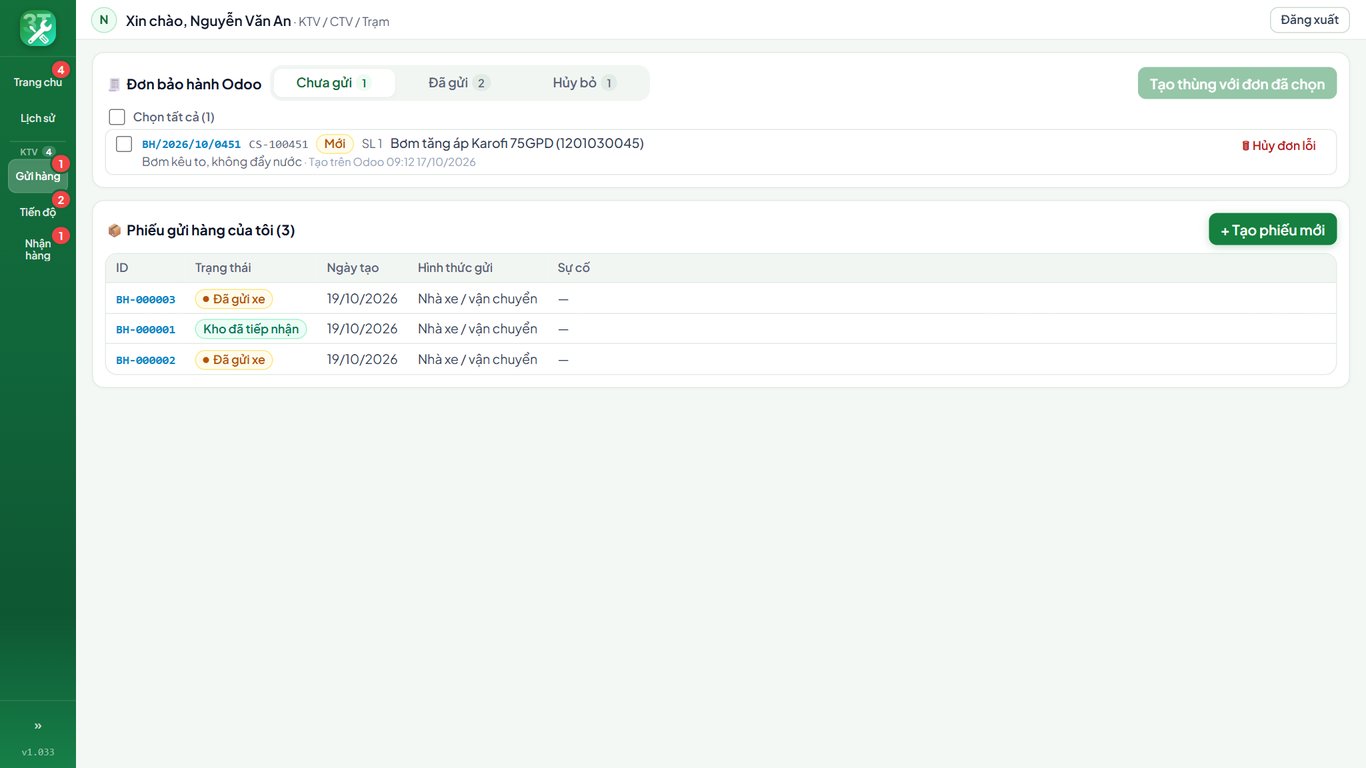 3T
N Xin chào, Nguyễn Văn An · KTV / CTV / Trạm
Đăng xuất
4
Trang chủ
Lịch sử
KTV 4
1
Gửi hàng
2
Tiến độ
1
Nhận
hàng
»
v1.033
Đơn bảo hành Odoo
Chưa gửi 1
Đã gửi 2
Hủy bỏ 1
Tạo thùng với đơn đã chọn
Chọn tất cả (1)
BH/2026/10/0451 CS-100451 Mới SL 1 Bơm tăng áp Karofi 75GPD (1201030045)
Bơm kêu to, không đẩy nước · Tạo trên Odoo 09:12 17/10/2026
Hủy đơn lỗi
Phiếu gửi hàng của tôi (3)
+ Tạo phiếu mới
ID Trạng thái Ngày tạo Hình thức gửi Sự cố
BH-000003 Đã gửi xe 19/10/2026 Nhà xe / vận chuyển —
BH-000001 Kho đã tiếp nhận 19/10/2026 Nhà xe / vận chuyển —
BH-000002 Đã gửi xe 19/10/2026 Nhà xe / vận chuyển —